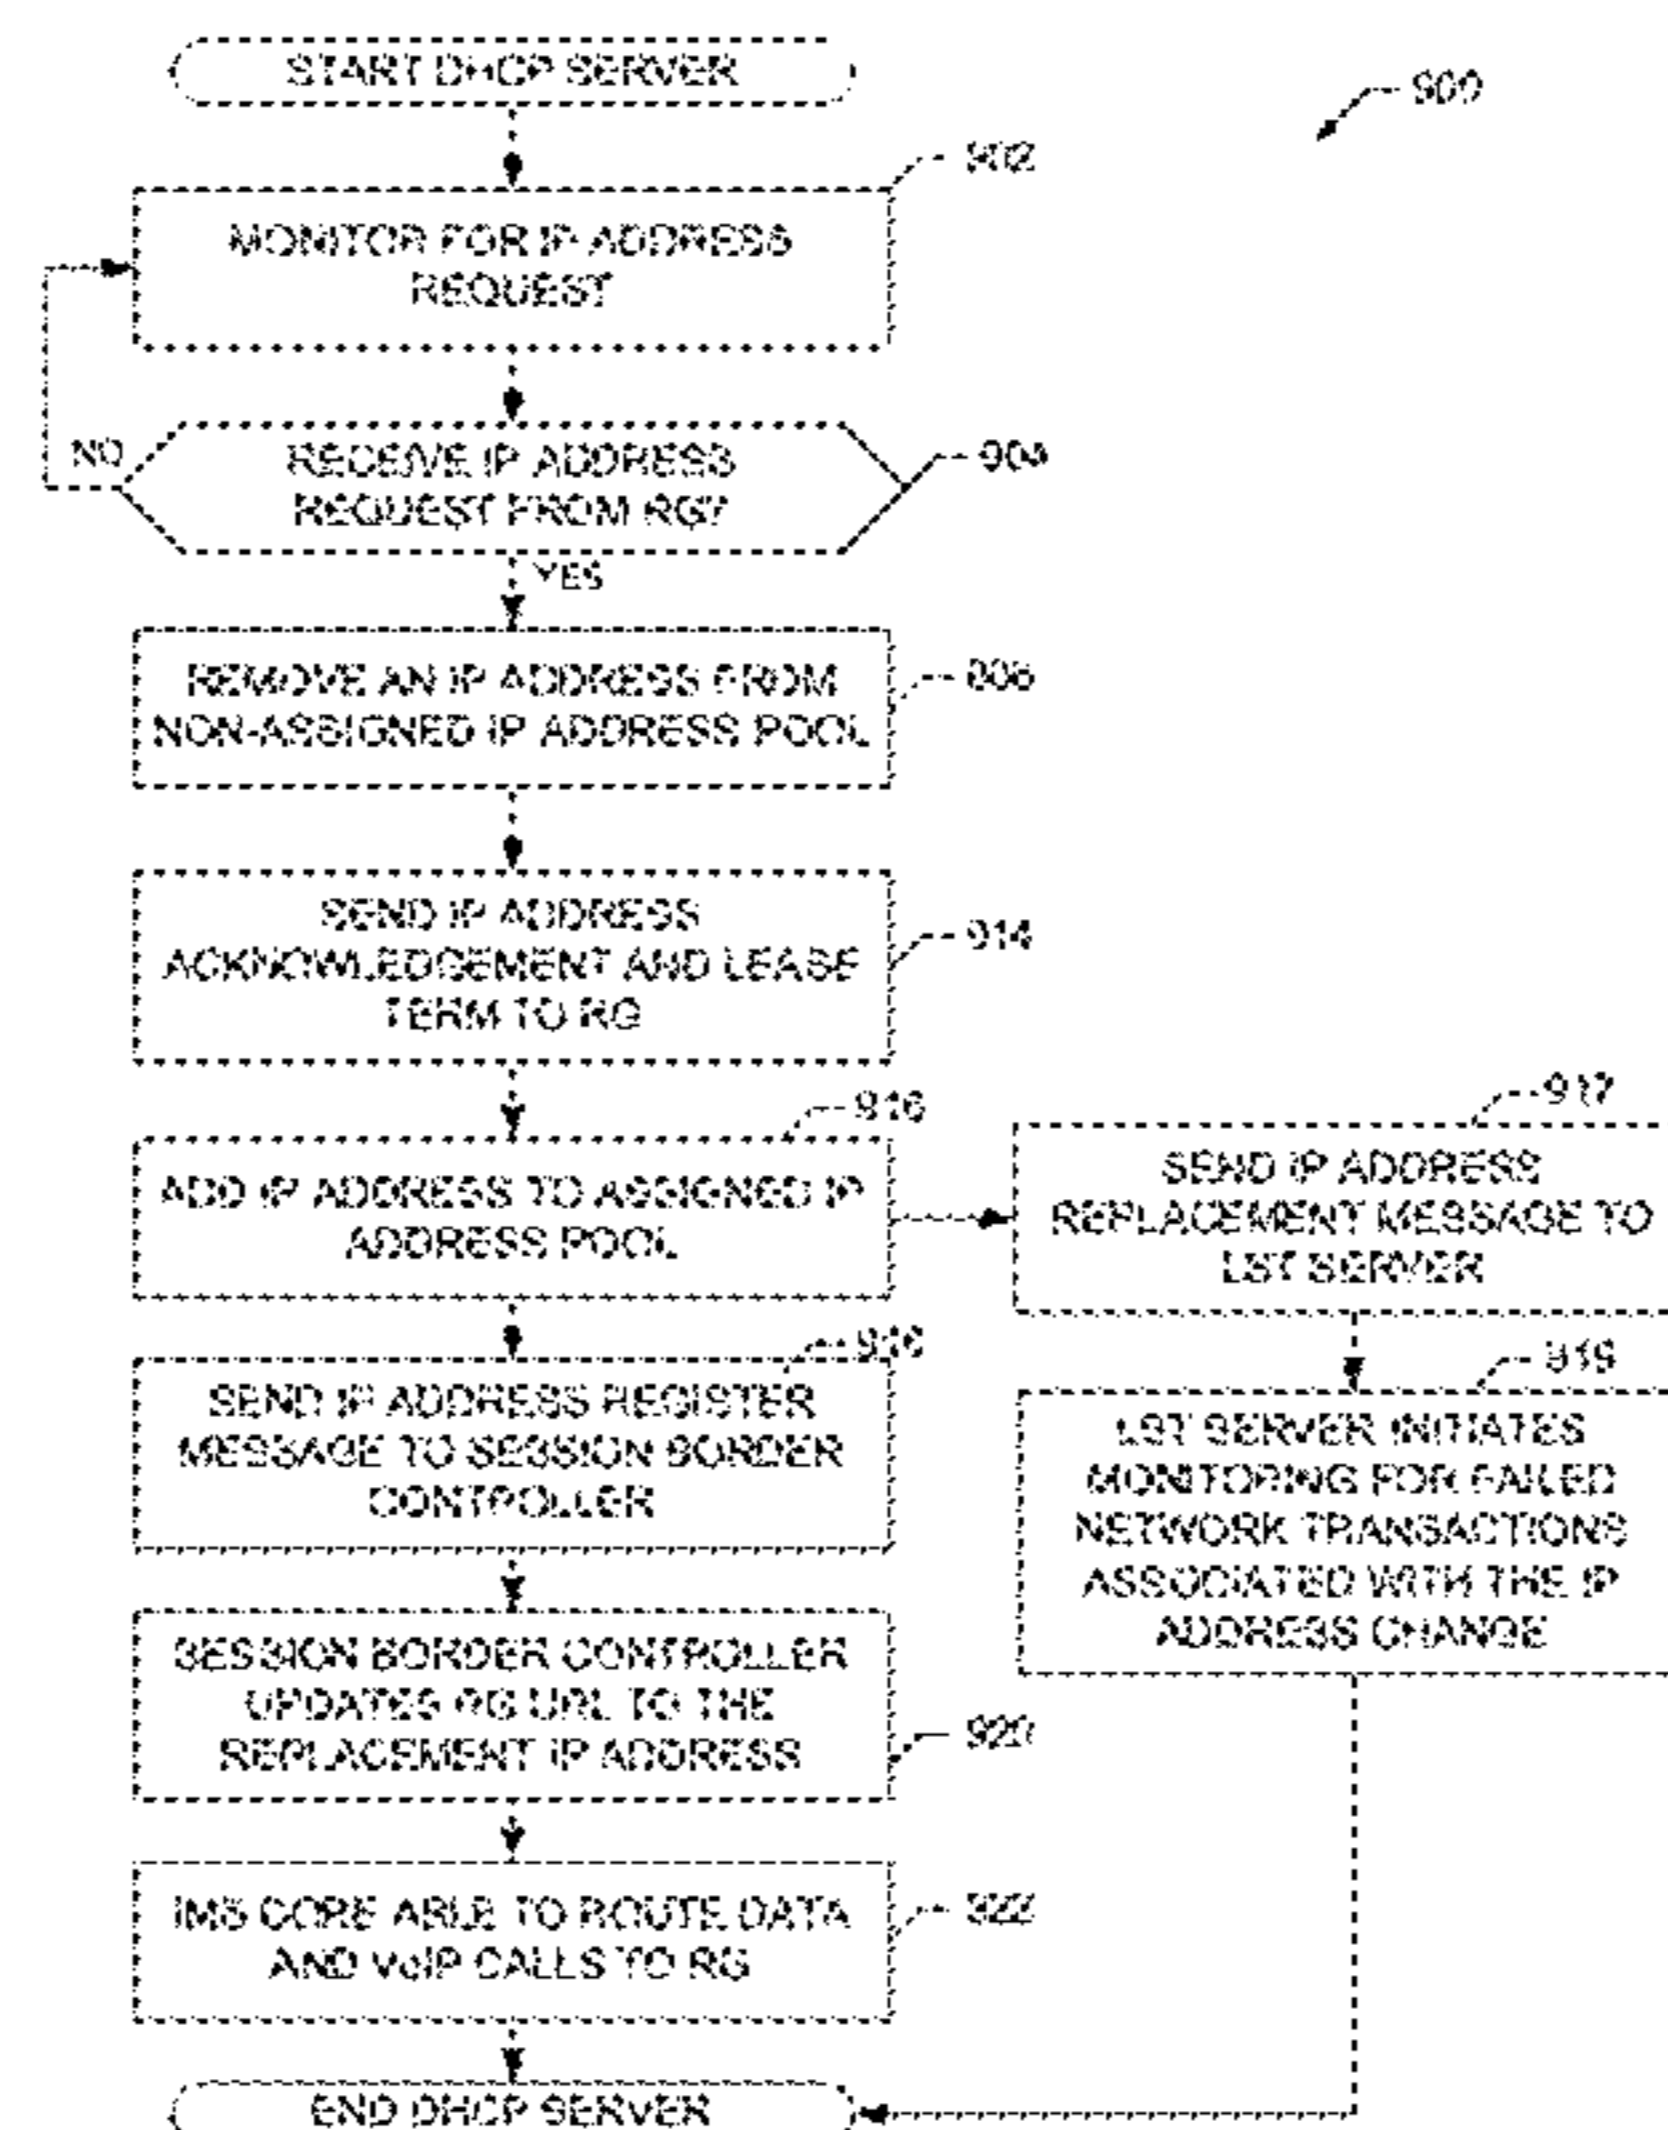 START DHCP SERVER
900
902
MONITOR FOR IP ADDRESS
REQUEST
NO
RECEIVE IP ADDRESS
REQUEST FROM RG?
904
YES
REMOVE AN IP ADDRESS FROM
NON-ASSIGNED IP ADDRESS POOL
SEND IP ADDRESS
ACKNOWLEDGEMENT AND LEASE
TERM TO RG
914
916
ADD IP ADDRESS TO ASSIGNED IP
ADDRESS POOL
917
SEND IP ADDRESS
REPLACEMENT MESSAGE TO
LST SERVER
SEND IP ADDRESS REGISTER
MESSAGE TO SESSION BORDER
CONTROLLER
919
LST SERVER INITIATES
MONITORING FOR FAILED
NETWORK TRANSACTIONS
ASSOCIATED WITH THE IP
ADDRESS CHANGE
SESSION BORDER CONTROLLER
UPDATES RG URL TO THE
REPLACEMENT IP ADDRESS
920
IMS CORE ABLE TO ROUTE DATA
AND VoIP CALLS TO RG
922
END DHCP SERVER